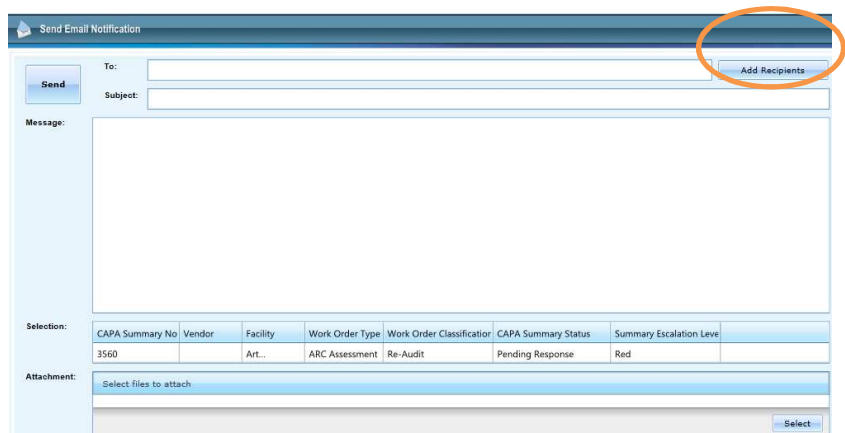 Send Email Notification
To:
Add Recipients
Send
Subject:
Message:
Selection:
CAPA Summary No Vendor Facility Work Order Type Work Order Classification CAPA Summary Status Summary Escalation Leve
3560 Art... ARC Assessment Re-Audit Pending Response Red
Attachment:
Select files to attach
Select